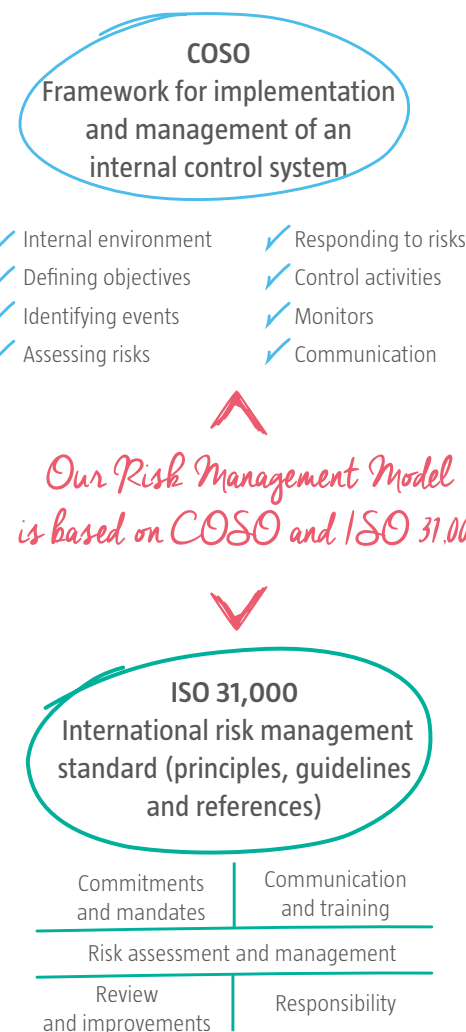 COSO
Framework for implementation
and management of an
internal control system
Internal environment
Defining objectives
Identifying events
Assessing risks
Responding to risks
Control activities
Monitors
Communication
Our Risk Management Model
is based on COSO and ISO
ISO 31,000
International risk management
standard (principles, guidelines
and references)
Commitments
and mandates
Communication
and training
Risk assessment and management
Review
and improvements
Responsibility